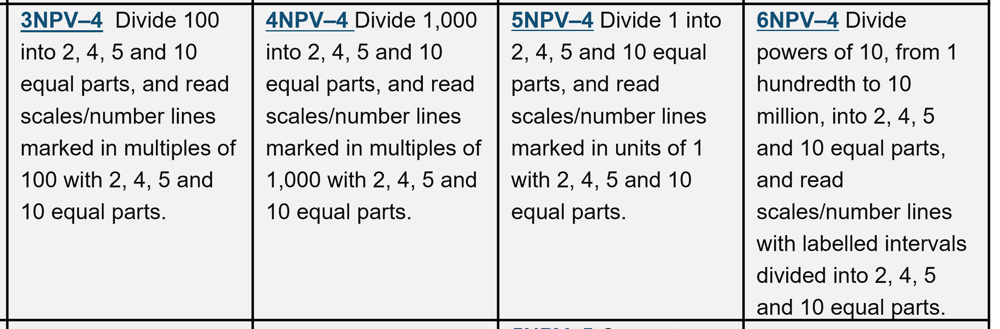 3NPV–4  Divide 100
into 2, 4, 5 and 10
equal parts, and read
scales/number lines
marked in multiples of
100 with 2, 4, 5 and
10 equal parts.
4NPV–4 Divide 1,000
into 2, 4, 5 and 10
equal parts, and read
scales/number lines
marked in multiples of
1,000 with 2, 4, 5 and
10 equal parts.
5NPV–4 Divide 1 into
2, 4, 5 and 10 equal
parts, and read
scales/number lines
marked in units of 1
with 2, 4, 5 and 10
equal parts.
6NPV–4 Divide
powers of 10, from 1
hundredth to 10
million, into 2, 4, 5
and 10 equal parts,
and read
scales/number lines
with labelled intervals
divided into 2, 4, 5
and 10 equal parts.